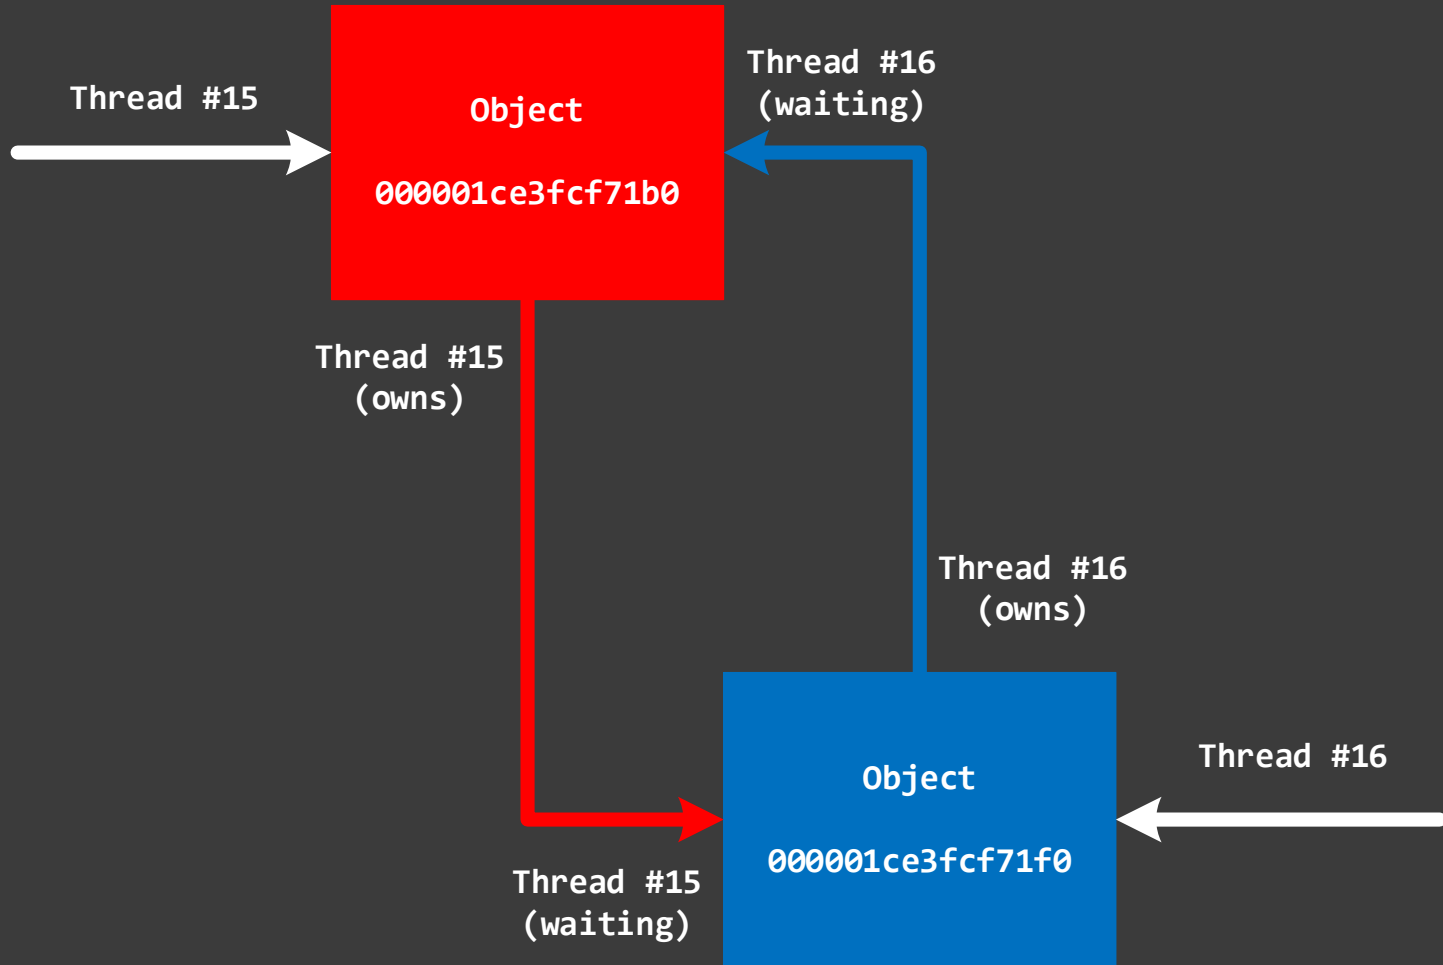 Thread #15
Object
000001ce3fcf71b0
Thread #16
(waiting)
Thread #15
(owns)
Thread #16
(owns)
Object
000001ce3fcf71f0
Thread #16
Thread #15
(waiting)